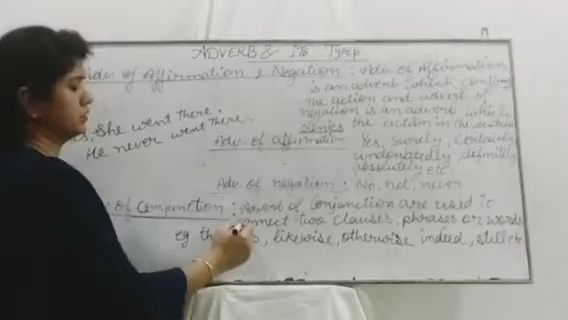 ADVERB & Its Types
Adv. of Affirmation & Negation : Adv. of Affirmation
is an adverb which confirms
the action and adverb of
negation is an adverb which
denies the action in the
Yes, She went there.
He never went there.
Adv. of affirmation Yes, Surely, Certainly
undoubtedly, definitely
absolutely etc.
Adv. of negation : No, not, never
of Conjunction : Adverb of Conjunction are used to
connect two clauses, phrases or words
eg likewise, otherwise indeed, still etc